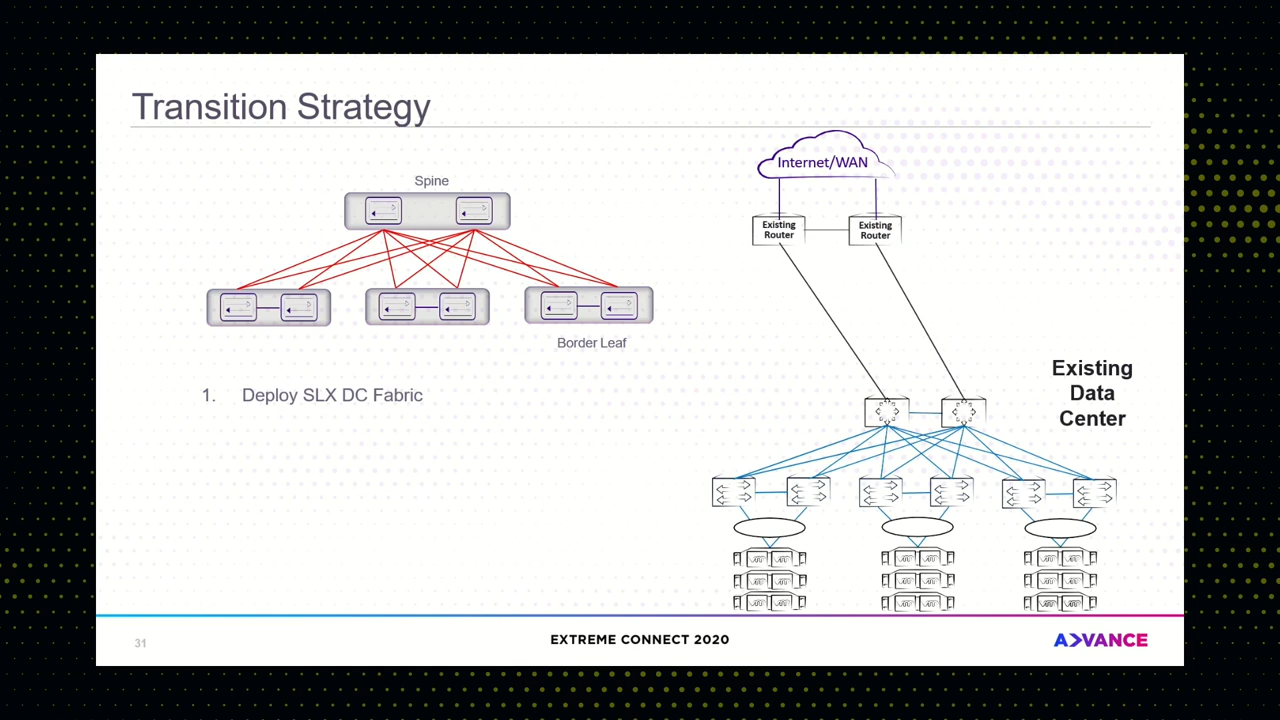 Transition Strategy
Spine
Border Leaf
1. Deploy SLX DC Fabric
Internet/WAN
Existing
Router
Existing
Router
Existing
Data
Center
31
EXTREME CONNECT 2020
ADVANCE